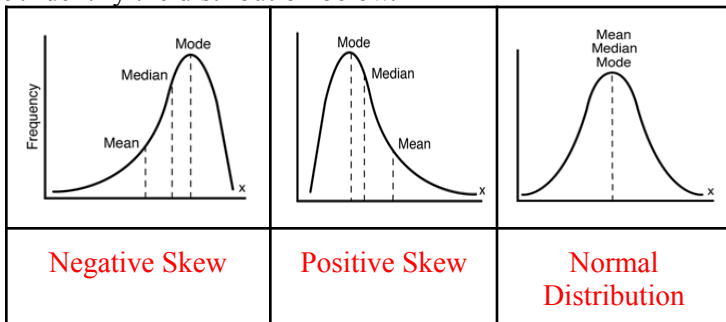 Mode
Median
Mean
Frequency
x
Mode
Median
Mean
x
Mean
Median
Mode
x
Negative Skew
Positive Skew
Normal
Distribution